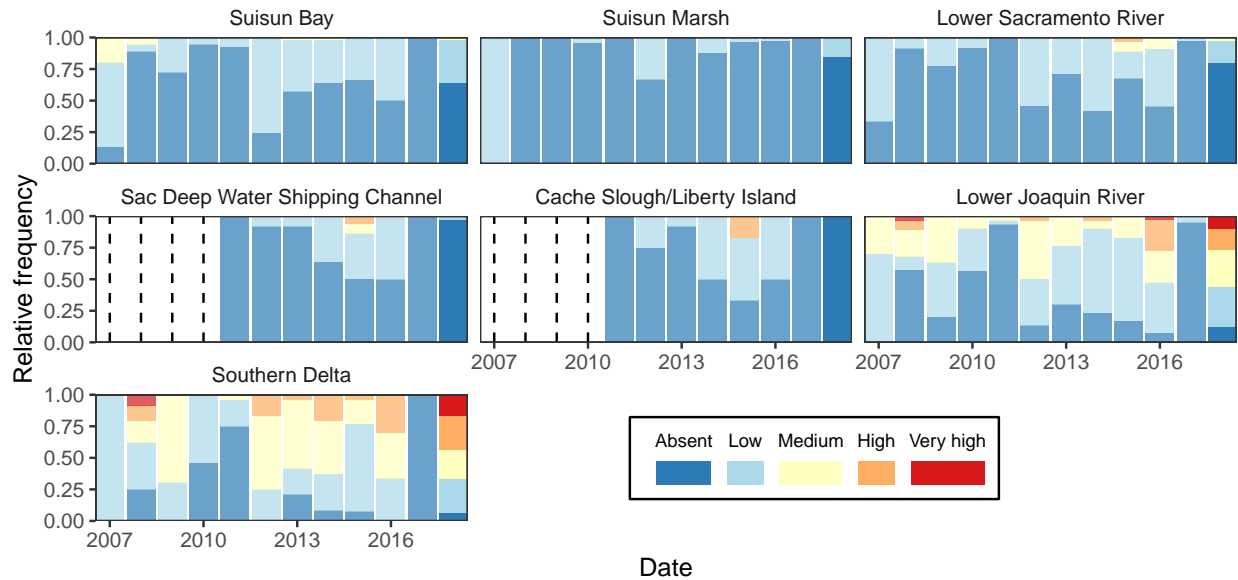 Suisun Bay Suisun Marsh Lower Sacramento River
1.00
0.75
0.50
0.25
0.00
Sac Deep Water Shipping Channel Cache Slough/Liberty Island Lower Joaquin River
1.00
0.75
0.50
0.25
0.00
2007 2010 2013 2016 2007 2010 2013 2016
Southern Delta
1.00
0.75
0.50
0.25
0.00
2007 2010 2013 2016
Relative frequency
Absent Low Medium High Very high
Date